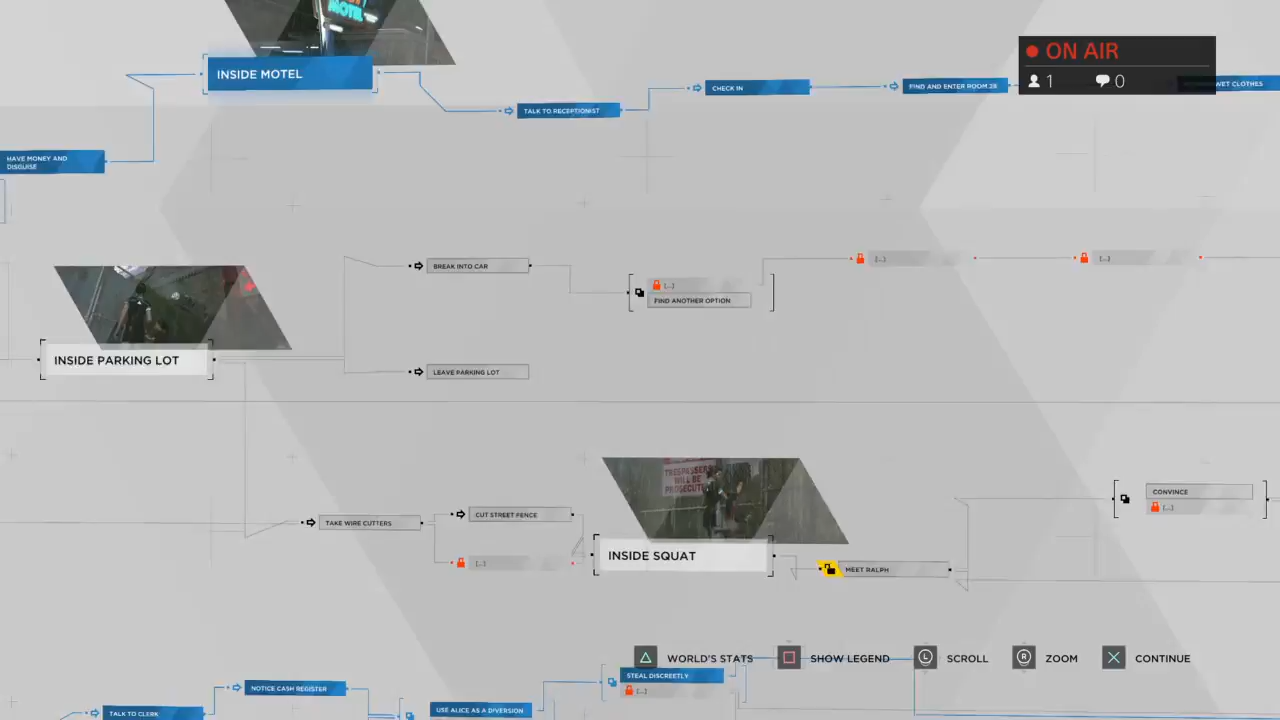 MOTEL
INSIDE MOTEL
ON AIR
1 0
CHECK IN
FIND AND ENTER ROOM 28
WET CLOTHES
TALK TO RECEPTIONIST
HAVE MONEY AND
DISGUISE
BREAK INTO CAR
[...]
[...]
[...]
FIND ANOTHER OPTION
INSIDE PARKING LOT
LEAVE PARKING LOT
TRESPASSERS
WILL BE
PROSECUTED
CONVINCE
[...]
TAKE WIRE CUTTERS
CUT STREET FENCE
[...]
INSIDE SQUAT
MEET RALPH
WORLD'S STATS
SHOW LEGEND
L
SCROLL
R
ZOOM
CONTINUE
STEAL DISCREETLY
[...]
NOTICE CASH REGISTER
USE ALICE AS A DIVERSION
TALK TO CLERK